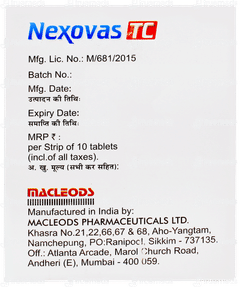 Nexovas TC
Mfg. Lic. No.: M/681/2015
Batch No.:
Mfg. Date:
उत्पादन की तिथि:
Expiry Date:
समाप्ति की तिथि:
MRP ₹ :
per Strip of 10 tablets
(incl.of all taxes).
अ. खु. मूल्य (सभी कर सहित):
MACLEODS
Manufactured in India by:
MACLEODS PHARMACEUTICALS LTD.
Khasra No.21,22,66,67 & 68, Aho-Yangtam,
Namchepung, PO:Ranipool, Sikkim - 737135.
Off.: Atlanta Arcade, Marol Church Road,
Andheri (E), Mumbai - 400 059.